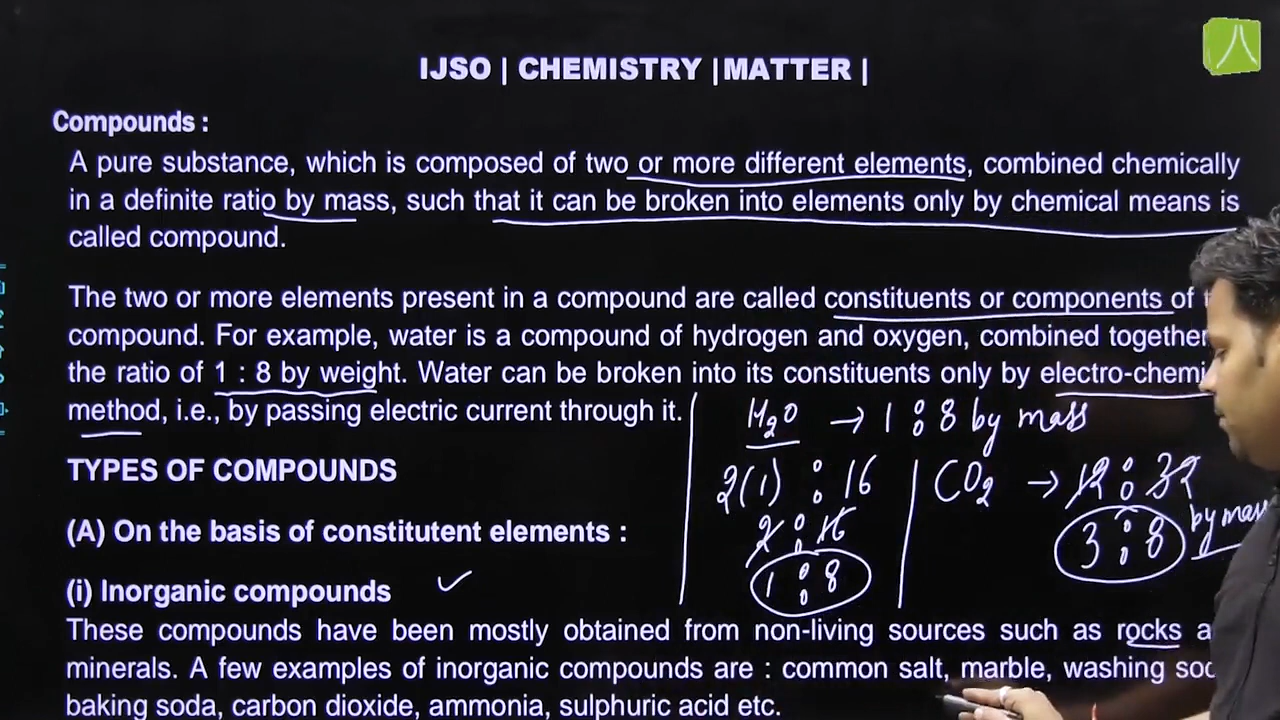 IJSO | CHEMISTRY |MATTER |
Compounds :
A pure substance, which is composed of two or more different elements, combined chemically
in a definite ratio by mass, such that it can be broken into elements only by chemical means is
called compound.
The two or more elements present in a compound are called constituents or components of
compound. For example, water is a compound of hydrogen and oxygen, combined together
the ratio of 1 : 8 by weight. Water can be broken into its constituents only by electro-chemi
method, i.e., by passing electric current through it.
H₂O → 1 : 8 by mass
2(1) : 16
2 : 16
1 : 8
CO₂ → 12 : 32
3 : 8 by mass
TYPES OF COMPOUNDS
(A) On the basis of constitutent elements :
(i) Inorganic compounds ✓
These compounds have been mostly obtained from non-living sources such as rocks a
minerals. A few examples of inorganic compounds are : common salt, marble, washing sod
baking soda, carbon dioxide, ammonia, sulphuric acid etc.